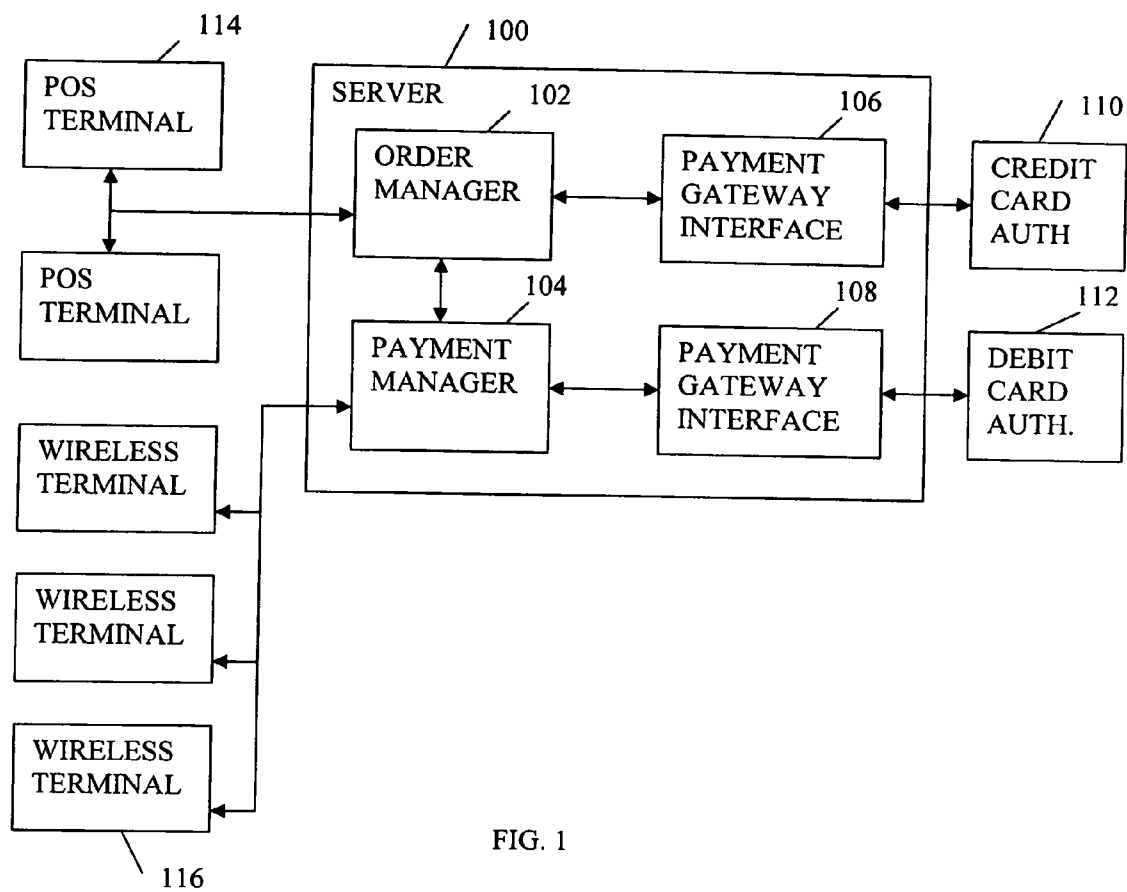 114
POS
TERMINAL
POS
TERMINAL
100
SERVER
102
ORDER
MANAGER
106
PAYMENT
GATEWAY
INTERFACE
110
CREDIT
CARD
AUTH
104
PAYMENT
MANAGER
108
PAYMENT
GATEWAY
INTERFACE
112
DEBIT
CARD
AUTH.
WIRELESS
TERMINAL
WIRELESS
TERMINAL
WIRELESS
TERMINAL
116
FIG. 1